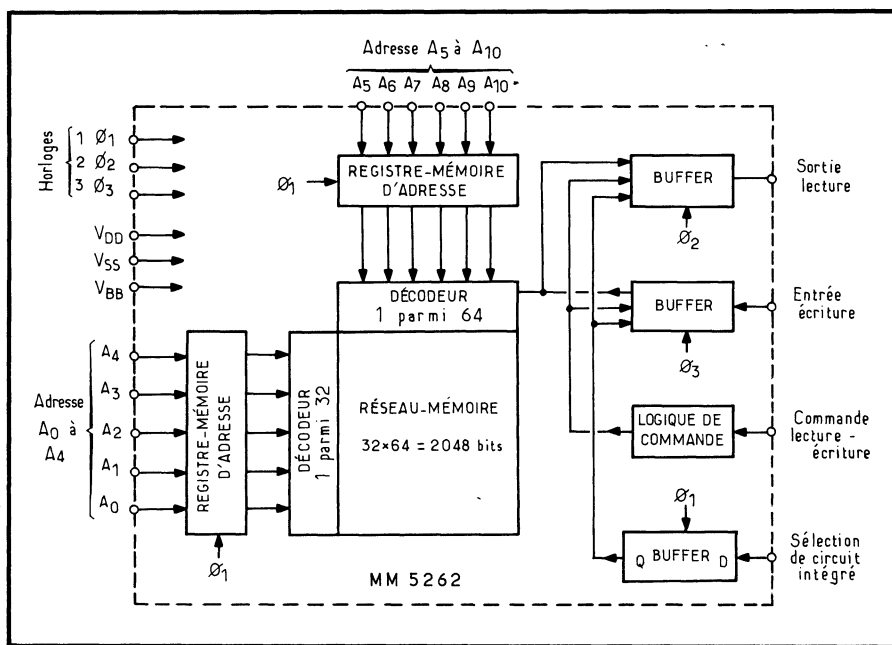 Adresse A5 à A10
A5 A6 A7 A8 A9 A10
Horloges
1 Ø1
2 Ø2
3 Ø3
VDD
VSS
VBB
Ø1
REGISTRE-MÉMOIRE
D'ADRESSE
BUFFER
Ø2
Sortie
lecture
DÉCODEUR
1 parmi 64
BUFFER
Ø3
Entrée
écriture
Adresse
A0 à
A4
A4
A3
A2
A1
A0
REGISTRE-MÉMOIRE
D'ADRESSE
Ø1
DÉCODEUR
1 parmi 32
RÉSEAU-MÉMOIRE
32×64 = 2048 bits
LOGIQUE DE
COMMANDE
Commande
lecture -
écriture
Ø1
Q BUFFER D
Sélection
de circuit
intégré
MM 5262